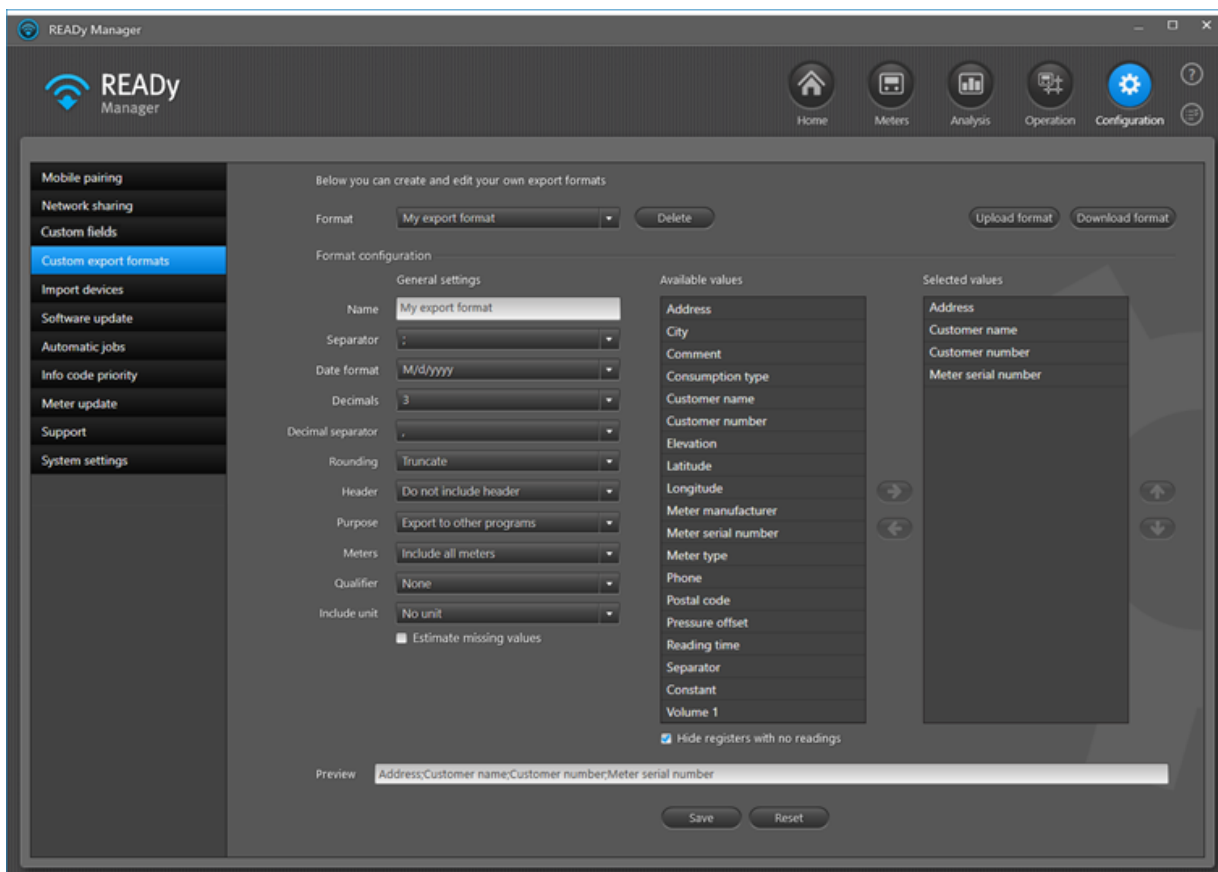 READy Manager
READy
Manager
Home
Meters
Analysis
Operation
Configuration
?
Mobile pairing
Network sharing
Custom fields
Custom export formats
Import devices
Software update
Automatic jobs
Info code priority
Meter update
Support
System settings
Below you can create and edit your own export formats
Format My export format Delete Upload format Download format
Format configuration
General settings
Name My export format
Separator ;
Date format M/d/yyyy
Decimals 3
Decimal separator ,
Rounding Truncate
Header Do not include header
Purpose Export to other programs
Meters Include all meters
Qualifier None
Include unit No unit
Estimate missing values
Available values
Address
City
Comment
Consumption type
Customer name
Customer number
Elevation
Latitude
Longitude
Meter manufacturer
Meter serial number
Meter type
Phone
Postal code
Pressure offset
Reading time
Separator
Constant
Volume 1
Hide registers with no readings
Selected values
Address
Customer name
Customer number
Meter serial number
Preview Address;Customer name;Customer number;Meter serial number
Save Reset